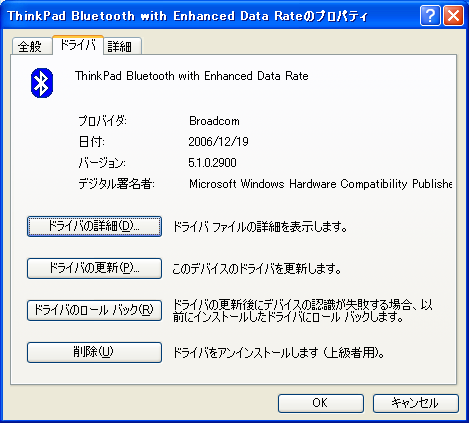 ThinkPad Bluetooth with Enhanced Data Rateのプロパティ
全般 ドライバ 詳細
ThinkPad Bluetooth with Enhanced Data Rate
プロバイダ: Broadcom
日付: 2006/12/19
バージョン: 5.1.0.2900
デジタル署名者: Microsoft Windows Hardware Compatibility Publishe
ドライバの詳細(D)... ドライバ ファイルの詳細を表示します。
ドライバの更新(P)... このデバイスのドライバを更新します。
ドライバのロール バック(R) ドライバの更新後にデバイスの認識が失敗する場合、以
前にインストールしたドライバにロール バックします。
削除(U) ドライバをアンインストールします (上級者用)。
OK キャンセル